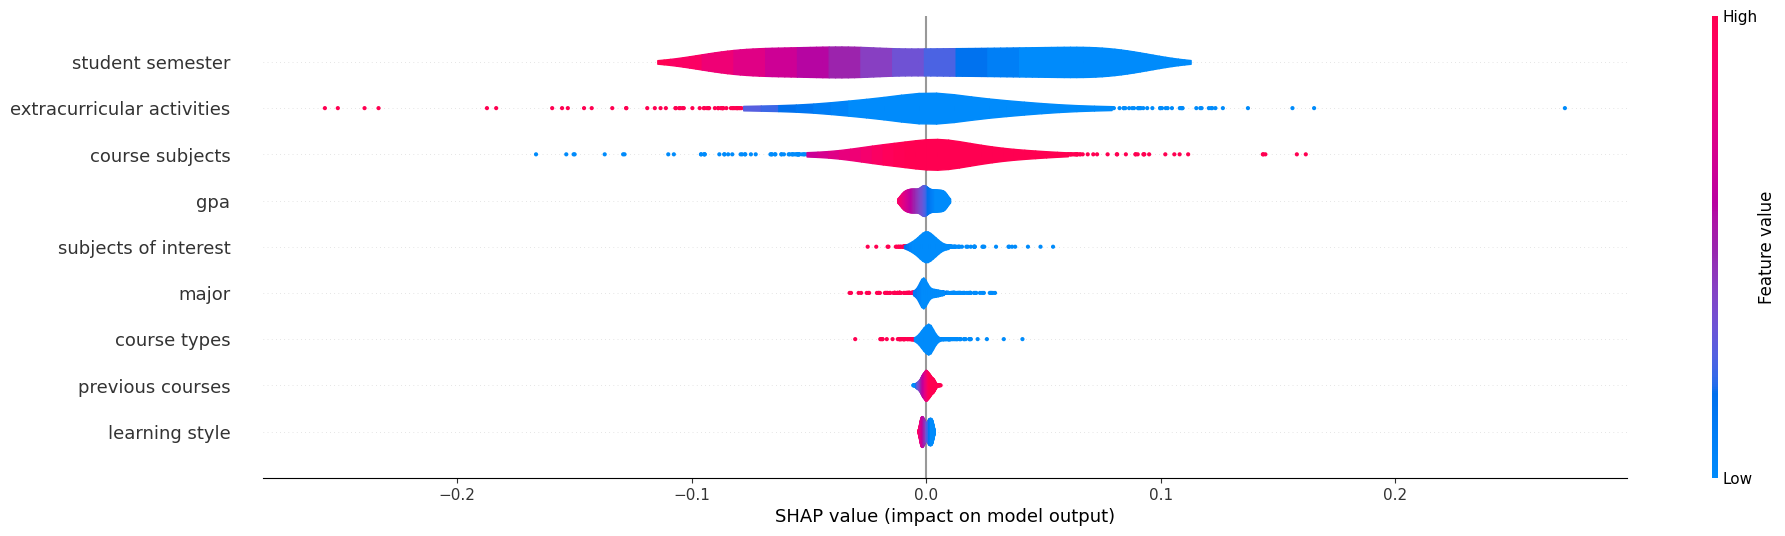 High
student semester
extracurricular activities
course subjects
gpa
subjects of interest
major
course types
previous courses
learning style
Feature value
Low
−0.2 −0.1 0.0 0.1 0.2
SHAP value (impact on model output)